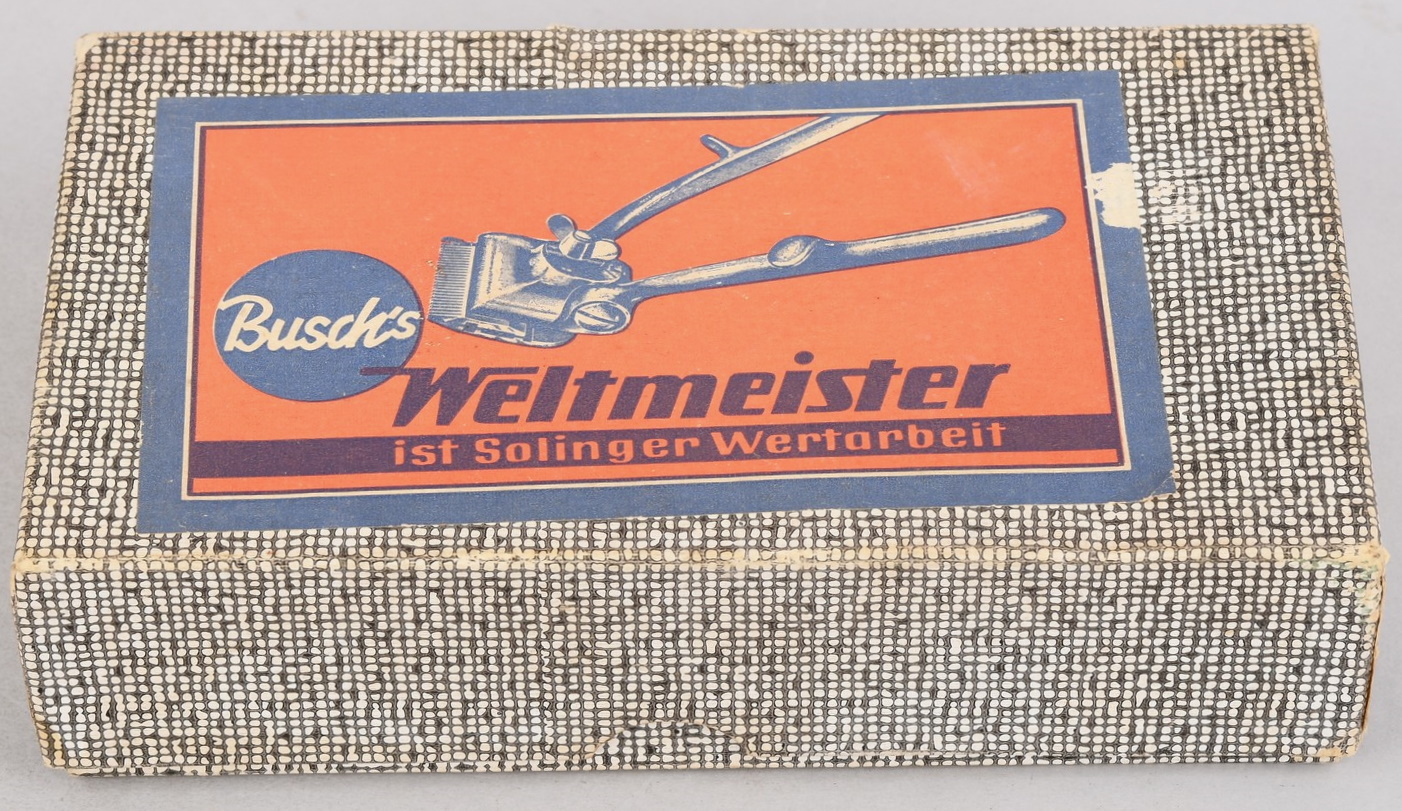 Busch's
Weltmeister
ist Solinger Wertarbeit